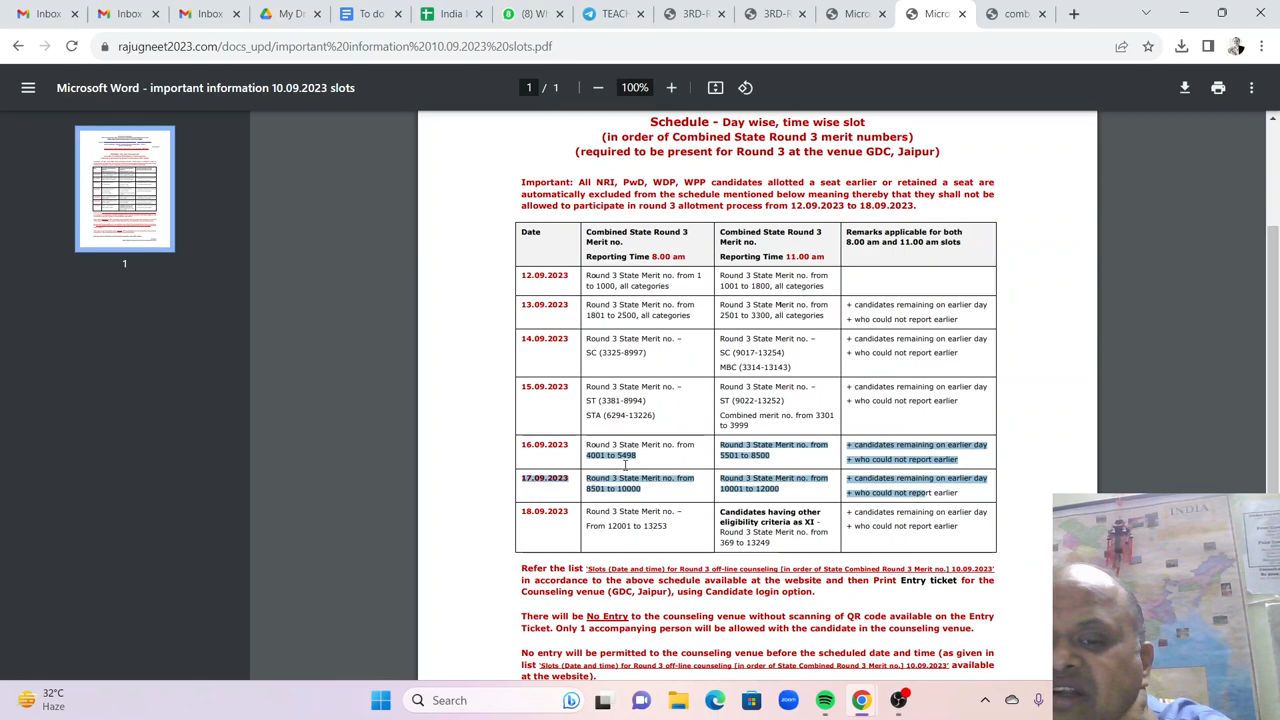 (8) W
My D
To do
India I
TEAC
3RD-R
3RD-R
Micro
Micro
comb
rajugneet2023.com/docs_upd/important%20information%2010.09.2023%20slots.pdf
Microsoft Word - important information 10.09.2023 slots
1 / 1
100%
1
Schedule - Day wise, time wise slot
(in order of Combined State Round 3 merit numbers)
(required to be present for Round 3 at the venue GDC, Jaipur)
Important: All NRI, PwD, WDP, WPP candidates allotted a seat earlier or retained a seat are
automatically excluded from the schedule mentioned below meaning thereby that they shall not be
allowed to participate in round 3 allotment process from 12.09.2023 to 18.09.2023.
Date
Combined State Round 3
Merit no.
Reporting Time 8.00 am
Combined State Round 3
Merit no.
Reporting Time 11.00 am
Remarks applicable for both
8.00 am and 11.00 am slots
12.09.2023
Round 3 State Merit no. from 1
to 1000, all categories
Round 3 State Merit no. from
1001 to 1800, all categories
13.09.2023
Round 3 State Merit no. from
1801 to 2500, all categories
Round 3 State Merit no. from
2501 to 3300, all categories
+ candidates remaining on earlier day
+ who could not report earlier
14.09.2023
Round 3 State Merit no. –
SC (3325-8997)
Round 3 State Merit no. –
SC (9017-13254)
MBC (3314-13143)
+ candidates remaining on earlier day
+ who could not report earlier
15.09.2023
Round 3 State Merit no. –
ST (3381-8994)
STA (6294-13226)
Round 3 State Merit no. –
ST (9022-13252)
Combined merit no. from 3301
to 3999
+ candidates remaining on earlier day
+ who could not report earlier
16.09.2023
Round 3 State Merit no. from
4001 to 5498
Round 3 State Merit no. from
5501 to 8500
+ candidates remaining on earlier day
+ who could not report earlier
17.09.2023
Round 3 State Merit no. from
8501 to 10000
Round 3 State Merit no. from
10001 to 12000
+ candidates remaining on earlier day
+ who could not report earlier
18.09.2023
Round 3 State Merit no. –
From 12001 to 13253
Candidates having other
eligibility criteria as XI -
Round 3 State Merit no. from
369 to 13249
+ candidates remaining on earlier day
+ who could not report earlier
Refer the list 'Slots (Date and time) for Round 3 off-line counseling [in order of State Combined Round 3 Merit no.] 10.09.2023'
in accordance to the above schedule available at the website and then Print Entry ticket for the
Counseling venue (GDC, Jaipur), using Candidate login option.
There will be No Entry to the counseling venue without scanning of QR code available on the Entry
Ticket. Only 1 accompanying person will be allowed with the candidate in the counseling venue.
No entry will be permitted to the counseling venue before the scheduled date and time (as given in
list 'Slots (Date and time) for Round 3 off-line counseling [in order of State Combined Round 3 Merit no.] 10.09.2023' available
at the website).
INDIA
32°C
Haze
Search
zoom